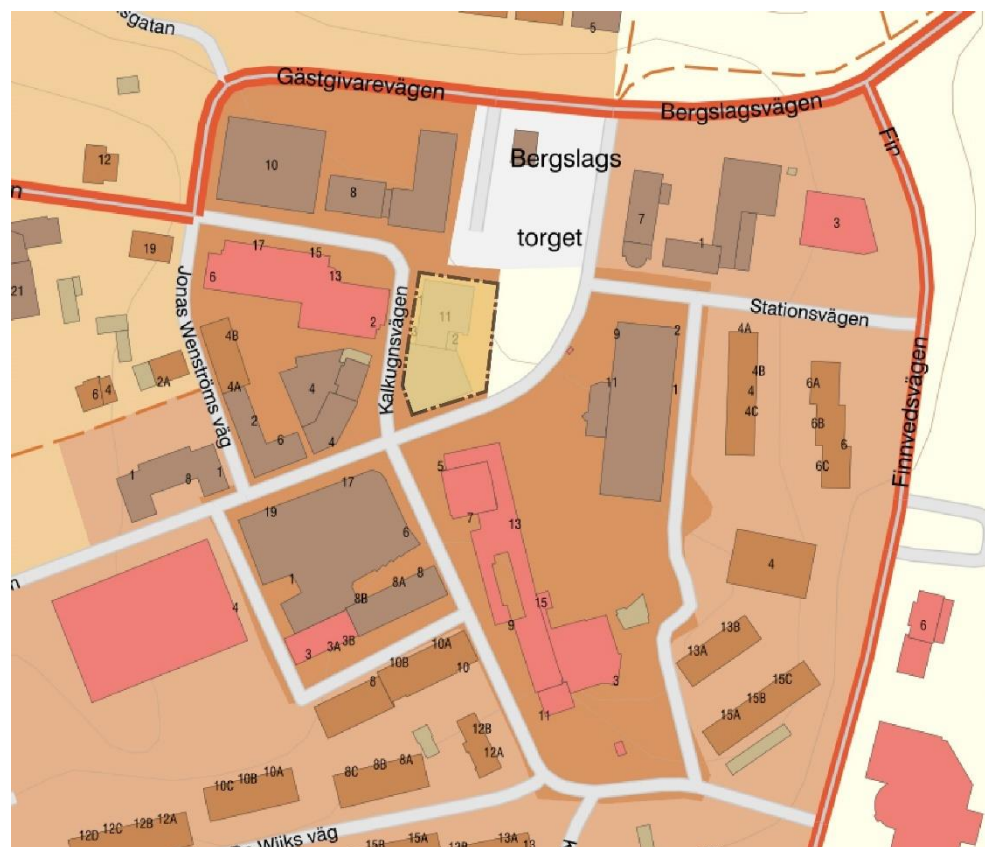 sgatan
5
Gästgivarevägen
Bergslagsvägen
Fin
12
10
8
Bergslags
torget
7
1
3
n
19
17
15
13
6
2
21
Jonas Wenströms väg
Kalkugnsvägen
11
2
Stationsvägen
Finnvedsvägen
4B
4A
2
6
4
4
2A
6
4
9
2
11
1
4A
4B
4
4C
6A
6B
6
6C
1
8
1
17
19
6
5
7
13
1
8A
8
8B
4
n
4
3
3A
3B
15
9
3
11
6
13B
13A
15C
15B
15A
10A
10B
10
8
12B
12A
8A
8B
8C
10A
10B
10C
12A
12B
12C
12D
Wiiks väg
15A
15B
13A
13